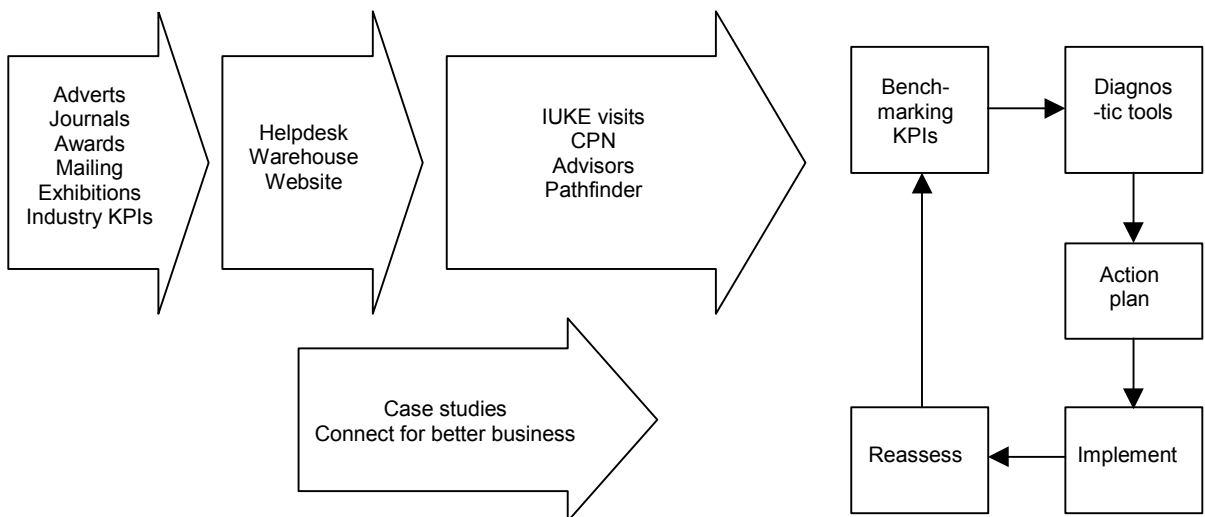 Adverts
Journals
Awards
Mailing
Exhibitions
Industry KPIs
Helpdesk
Warehouse
Website
IUKE visits
CPN
Advisors
Pathfinder
Case studies
Connect for better business
Bench-
marking
KPIs
Diagnos
-tic tools
Action
plan
Implement
Reassess